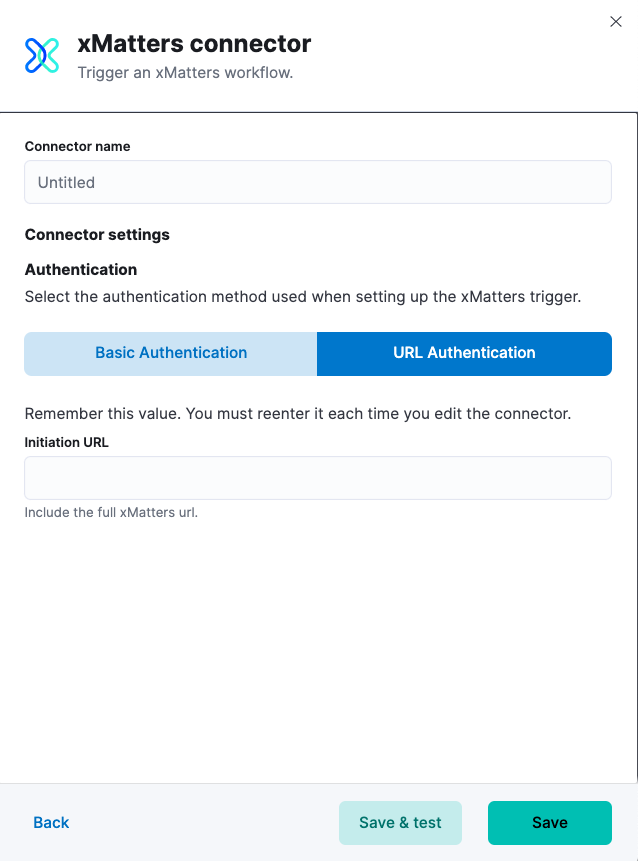 xMatters connector
Trigger an xMatters workflow.
Connector name
Untitled
Connector settings
Authentication
Select the authentication method used when setting up the xMatters trigger.
Basic Authentication
URL Authentication
Remember this value. You must reenter it each time you edit the connector.
Initiation URL
Include the full xMatters url.
Back
Save & test
Save